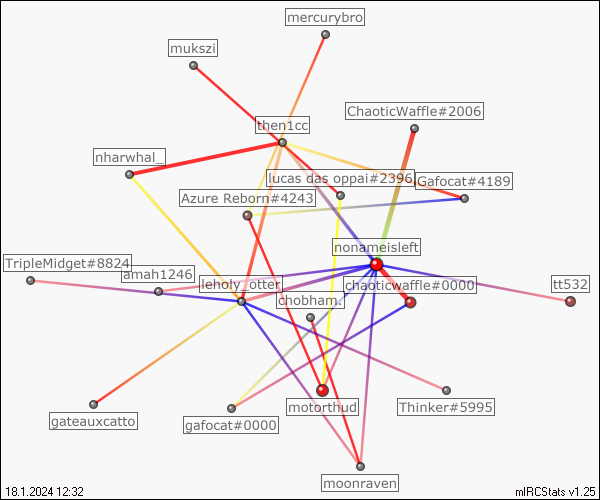 mercurybro
mukszi
ChaoticWaffle#2006
then1cc
nharwhal_
lucas das oppai#2396
Gafocat#4189
Azure Reborn#4243
nonameisleft
TripleMidget#8824
amah1246
leholy_otter
chaoticwaffle#0000
tt532
chobham.
motorthud
Thinker#5995
gateauxcatto
gafocat#0000
moonraven
18.1.2024 12:32
mIRCStats v1.25